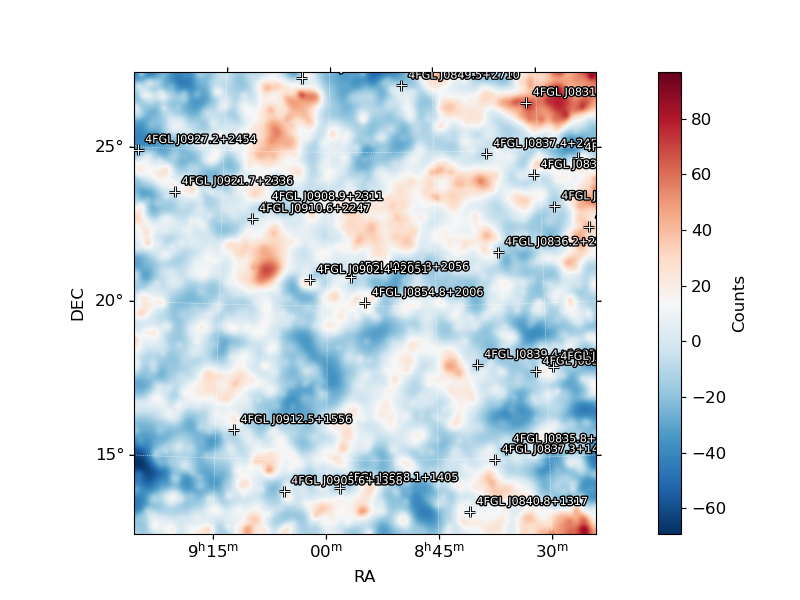 4FGL J0849.5+2710
4FGL J0831
4FGL J0927.2+2454
4FGL J0837.4+24
4FGL J083
4FGL J0921.7+2336
4FGL J0908.9+2311
4FGL J
4FGL J0910.6+2247
4FGL J0836.2+2
4FGL J0902.4+2051
2056
4FGL J0854.8+2006
4FGL J0839.4
4FGL J0912.5+1556
4FGL J0835.8+
4FGL J0837.3+14
4FGL J0905.6+1358
8.1+1405
4FGL J0840.8+1317
25°
20°
15°
DEC
9h15m
00m
8h45m
30m
RA
80
60
40
20
0
−20
−40
−60
Counts